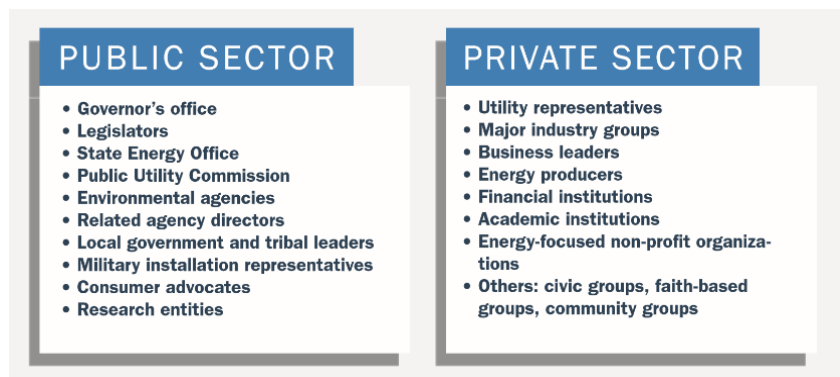 PUBLIC SECTOR
• Governor's office
• Legislators
• State Energy Office
• Public Utility Commission
• Environmental agencies
• Related agency directors
• Local government and tribal leaders
• Military installation representatives
• Consumer advocates
• Research entities
PRIVATE SECTOR
• Utility representatives
• Major industry groups
• Business leaders
• Energy producers
• Financial institutions
• Academic institutions
• Energy-focused non-profit organiza-
tions
• Others: civic groups, faith-based
groups, community groups